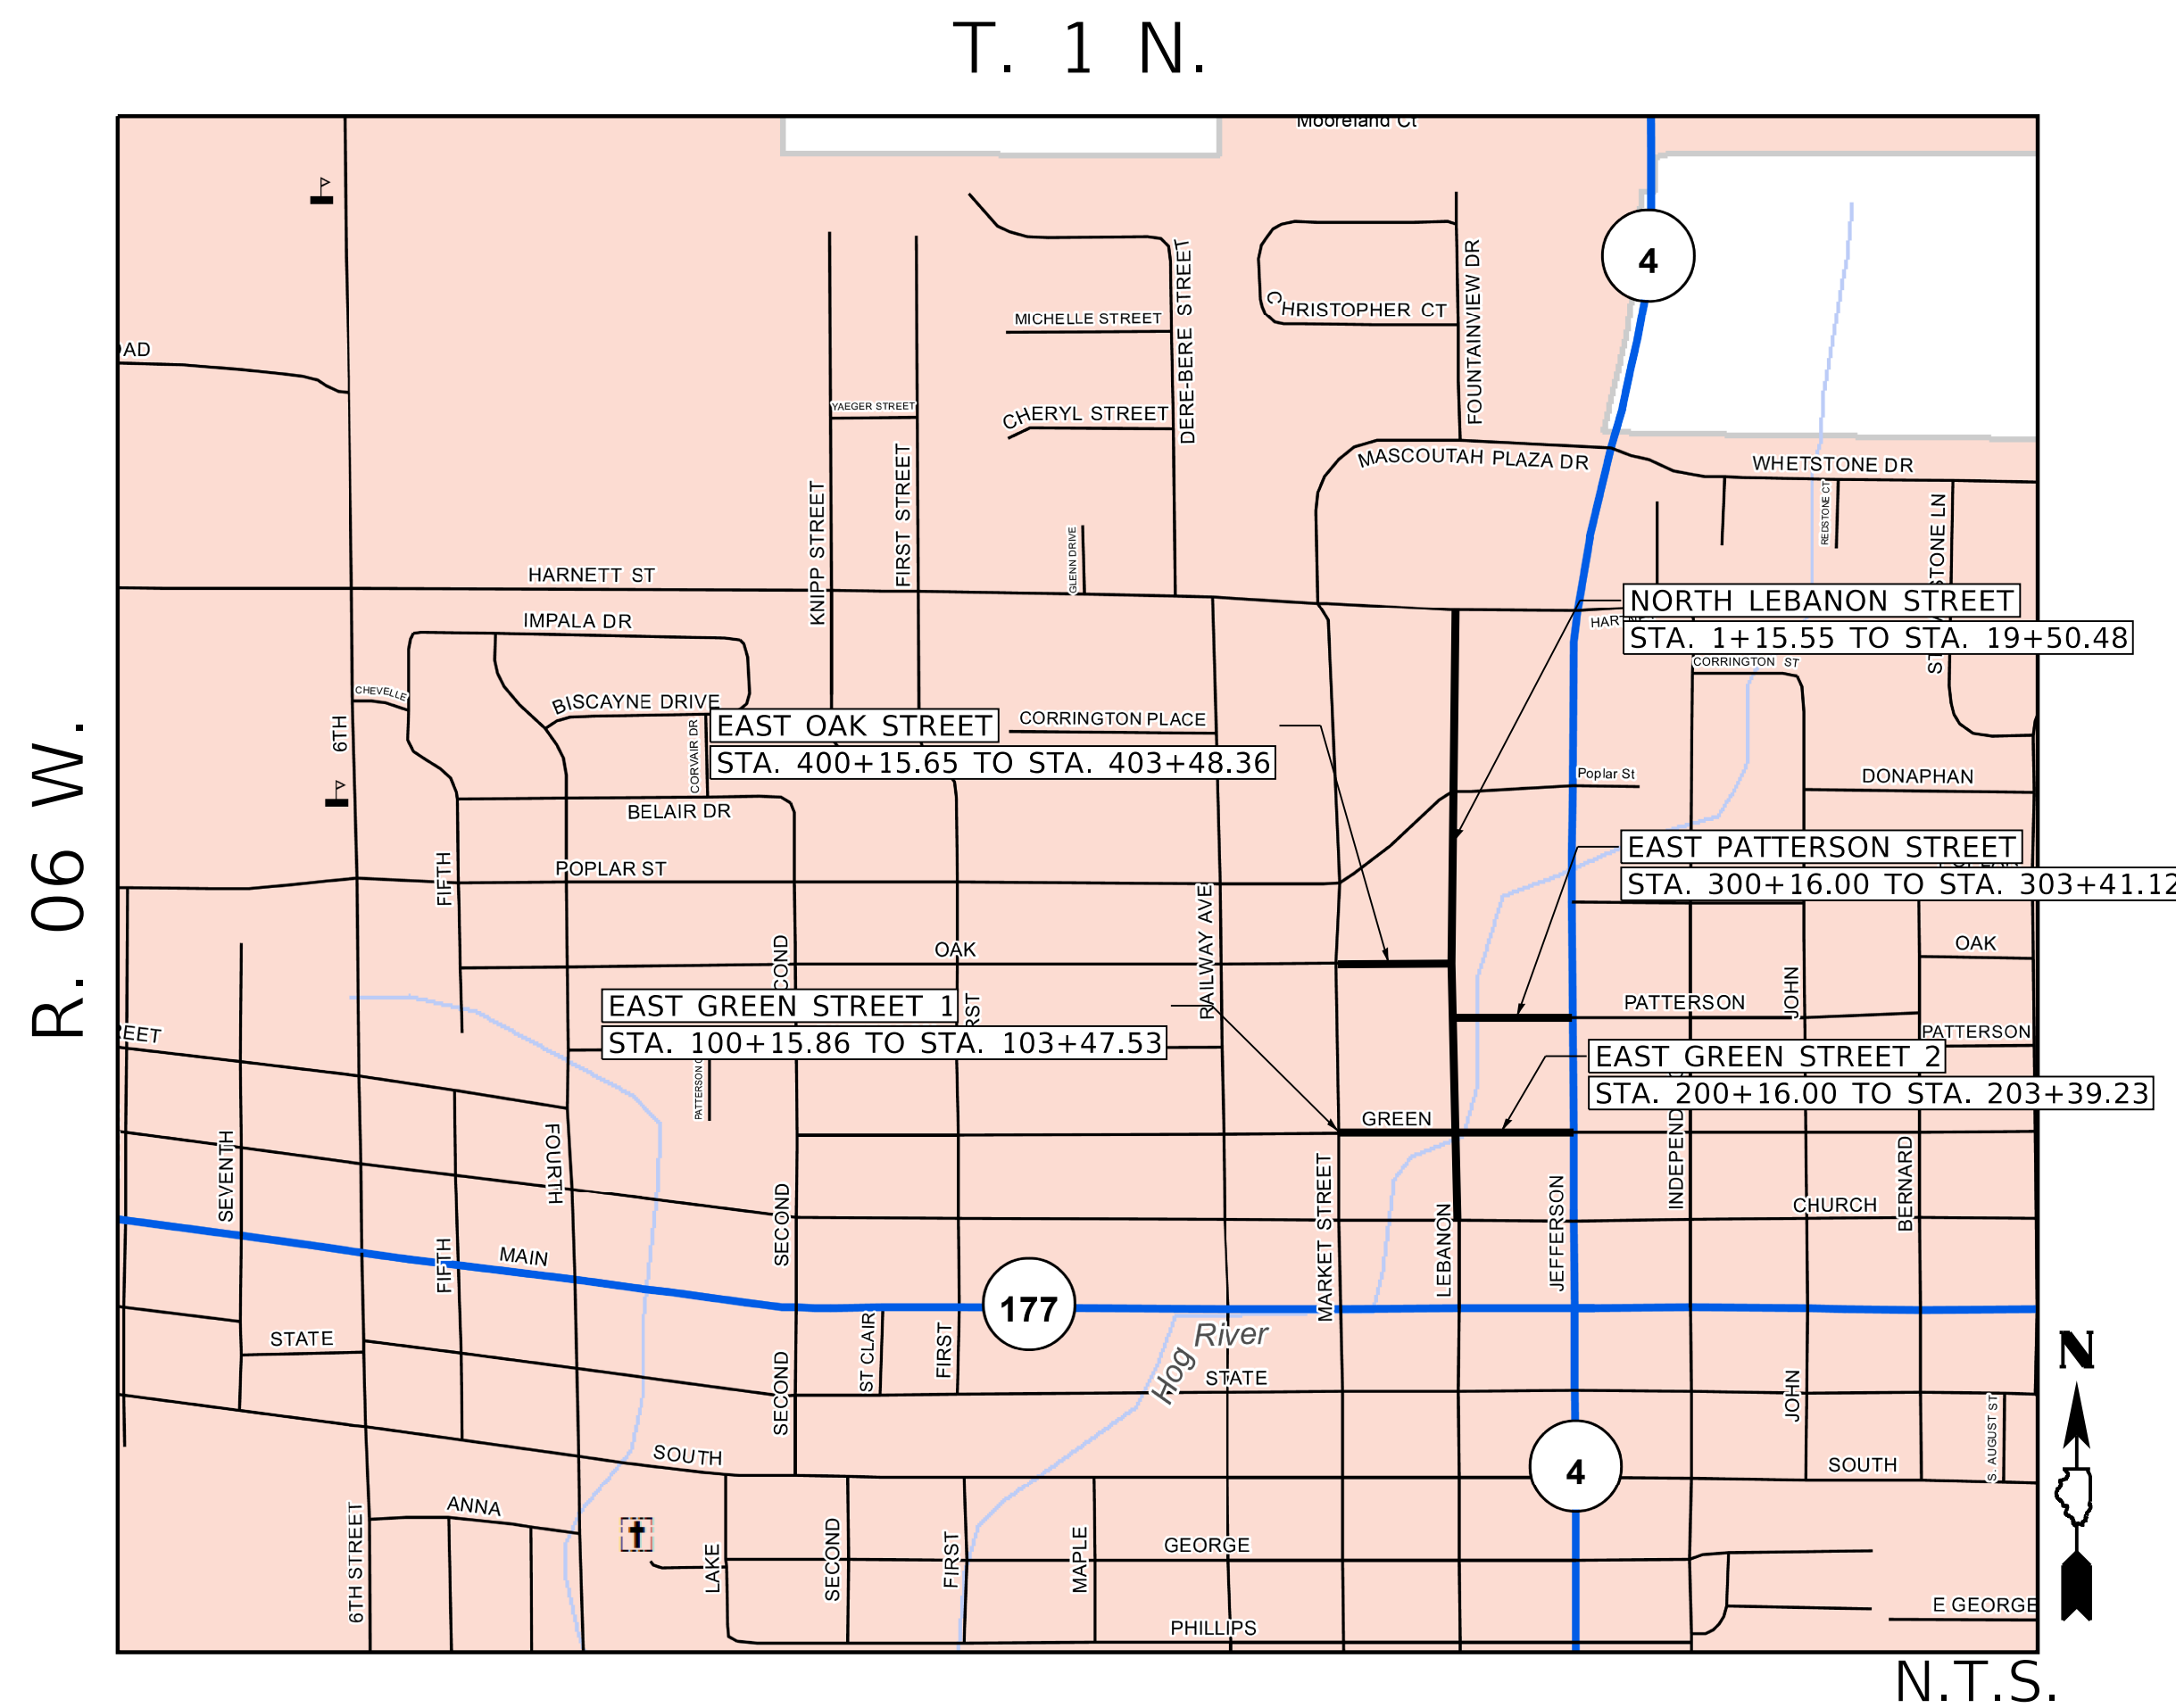 T. 1 N.
R. 06 W.
Mooreland Ct
4
MICHELLE STREET
DERE-BERE STREET
CHRISTOPHER CT
FOUNTAINVIEW DR
OAD
YAEGER STREET
CHERYL STREET
MASCOUTAH PLAZA DR
WHETSTONE DR
KNIPP STREET
FIRST STREET
GLENN DRIVE
REDSTONE CT
STONE LN
HARNETT ST
NORTH LEBANON STREET
STA. 1+15.55 TO STA. 19+50.48
IMPALA DR
CORRINGTON ST
CHEVELLE
BISCAYNE DRIVE
6TH
CORVAIR DR
EAST OAK STREET
STA. 400+15.65 TO STA. 403+48.36
CORRINGTON PLACE
Poplar St
DONAPHAN
BELAIR DR
EAST PATTERSON STREET
STA. 300+16.00 TO STA. 303+41.12
POPLAR ST
FIFTH
RAILWAY AVE
OAK
OAK
JOHN
EAST GREEN STREET 1
STA. 100+15.86 TO STA. 103+47.53
PATTERSON
PATTERSON
REET
EAST GREEN STREET 2
STA. 200+16.00 TO STA. 203+39.23
GREEN
SEVENTH
FOURTH
SECOND
MARKET STREET
LEBANON
JEFFERSON
CHURCH
BERNARD
FIFTH
MAIN
177
STATE
ST CLAIR
FIRST
SECOND
Hog River
STATE
JOHN
N
S. AUGUST ST
SOUTH
4
SOUTH
6TH STREET
ANNA
LAKE
SECOND
FIRST
MAPLE
GEORGE
E GEORGE
PHILLIPS
N.T.S.